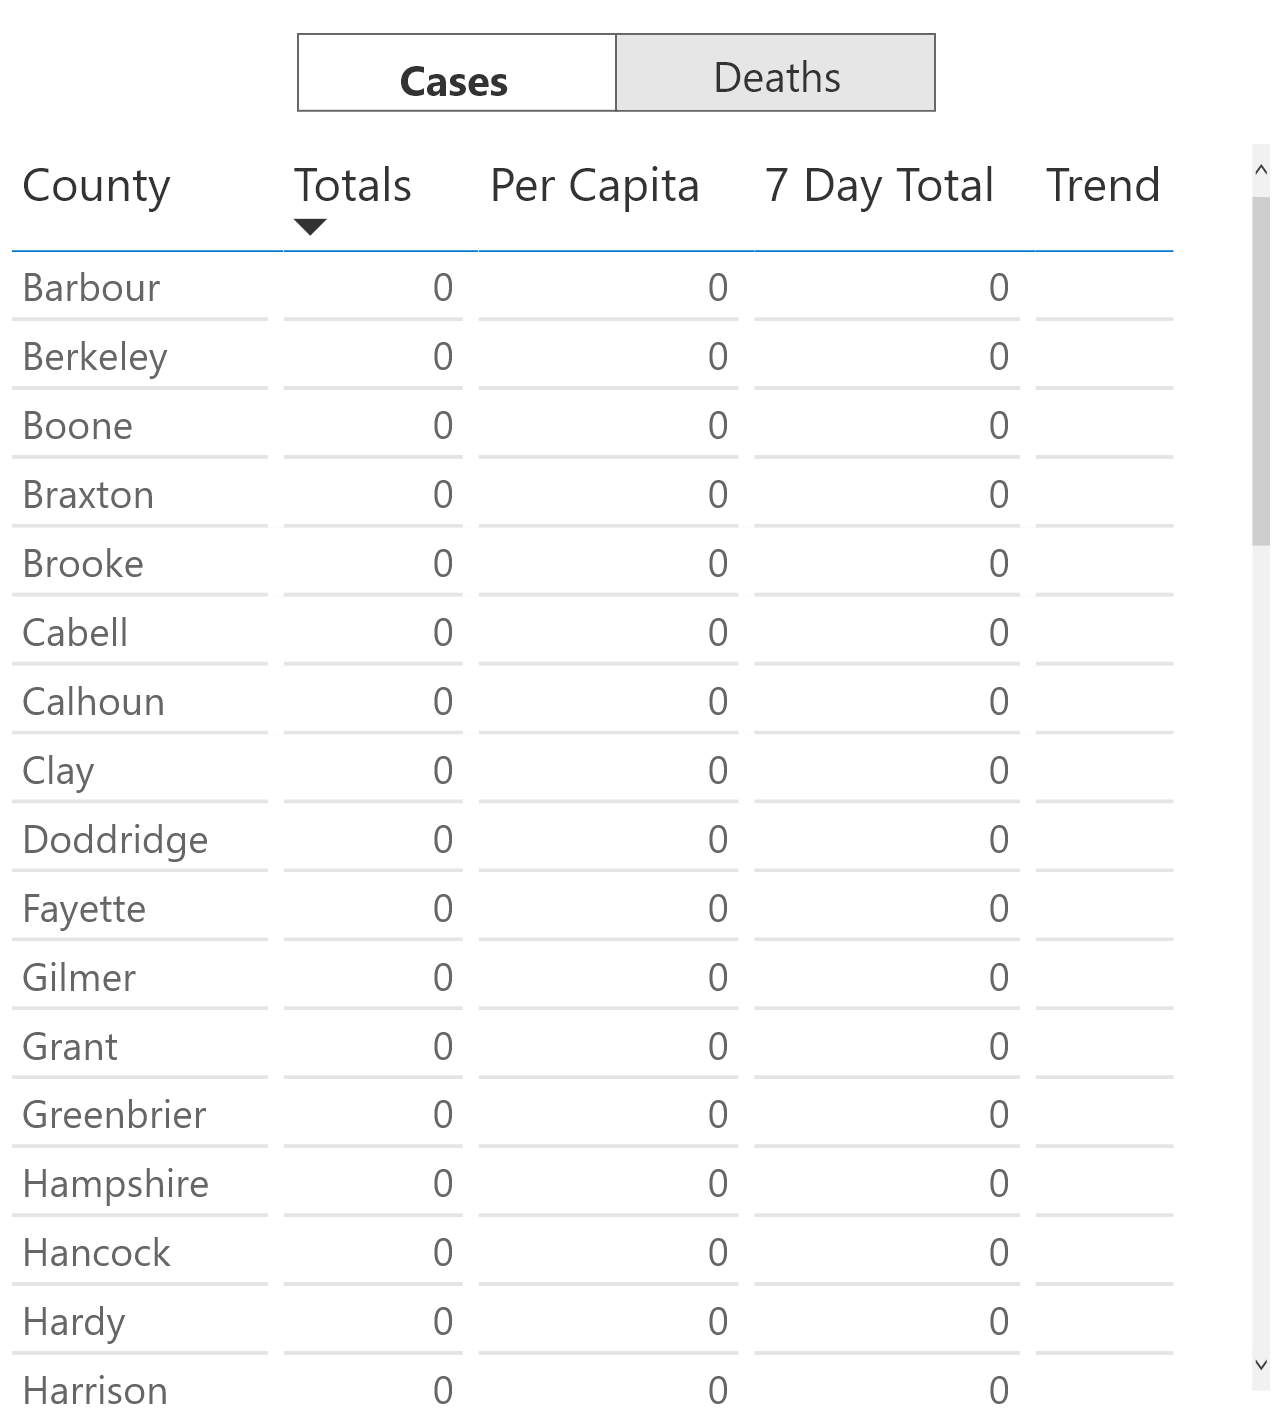 Cases Deaths
County Totals Per Capita 7 Day Total Trend
Barbour 0 0 0
Berkeley 0 0 0
Boone 0 0 0
Braxton 0 0 0
Brooke 0 0 0
Cabell 0 0 0
Calhoun 0 0 0
Clay 0 0 0
Doddridge 0 0 0
Fayette 0 0 0
Gilmer 0 0 0
Grant 0 0 0
Greenbrier 0 0 0
Hampshire 0 0 0
Hancock 0 0 0
Hardy 0 0 0
Harrison 0 0 0